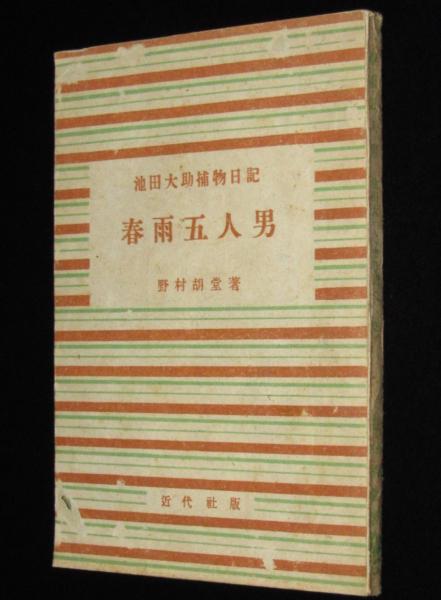 池田大助捕物日記
春雨五人男
野村胡堂著
近代社版